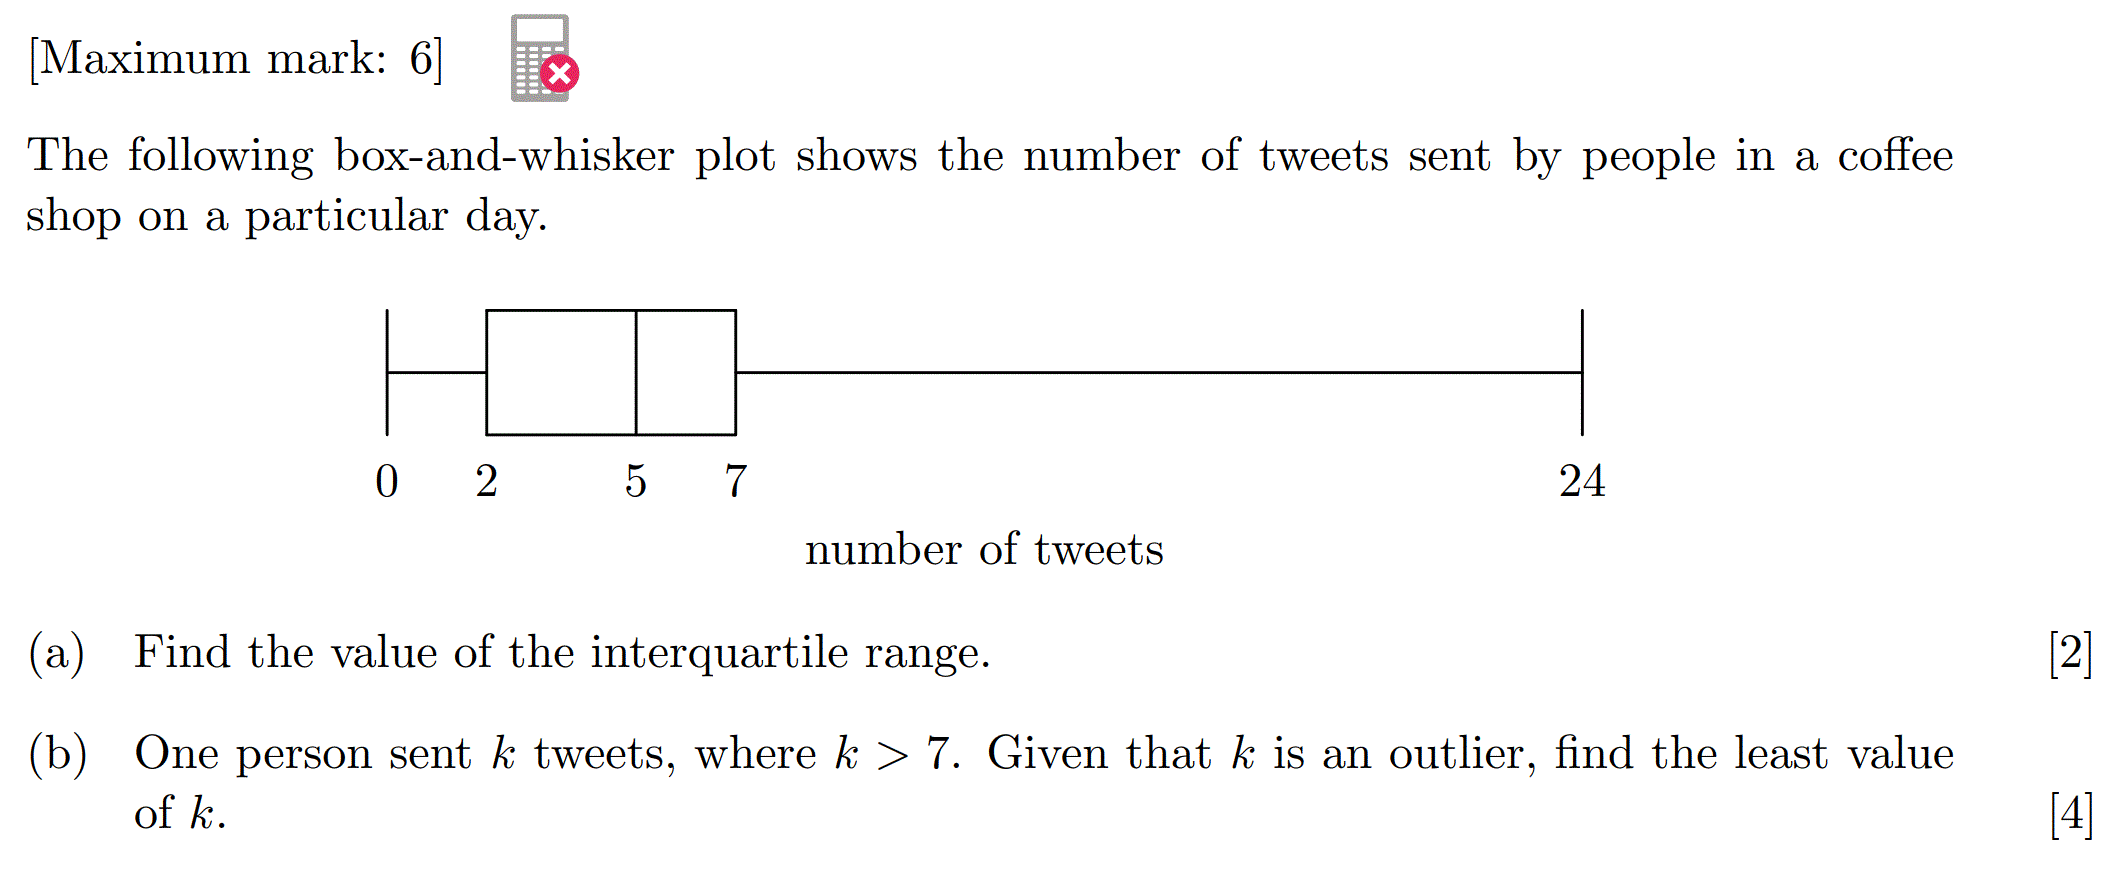 [Maximum mark: 6]
The following box-and-whisker plot shows the number of tweets sent by people in a coffee
shop on a particular day.
0 2 5 7 24
number of tweets
(a) Find the value of the interquartile range. [2]
(b) One person sent k tweets, where k > 7. Given that k is an outlier, find the least value
of k. [4]